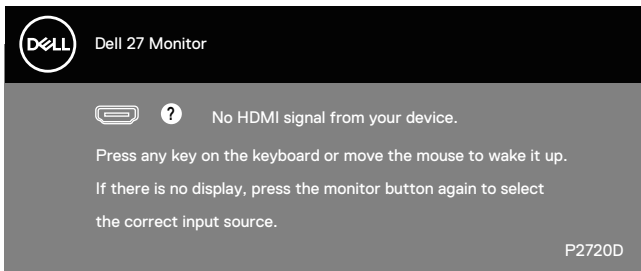 DELL
Dell 27 Monitor
? No HDMI signal from your device.
Press any key on the keyboard or move the mouse to wake it up.
If there is no display, press the monitor button again to select
the correct input source.
P2720D